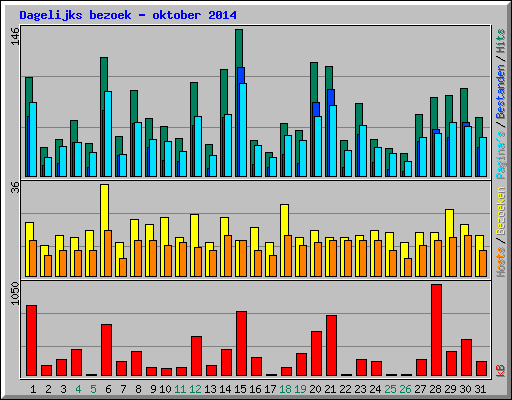 Dagelijks bezoek - oktober 2014
146
36
1050
Hosts / Bezoeken Pagina's / Bestanden / Hits
kB
1 2 3 4 5 6 7 8 9 10 11 12 13 14 15 16 17 18 19 20 21 22 23 24 25 26 27 28 29 30 31